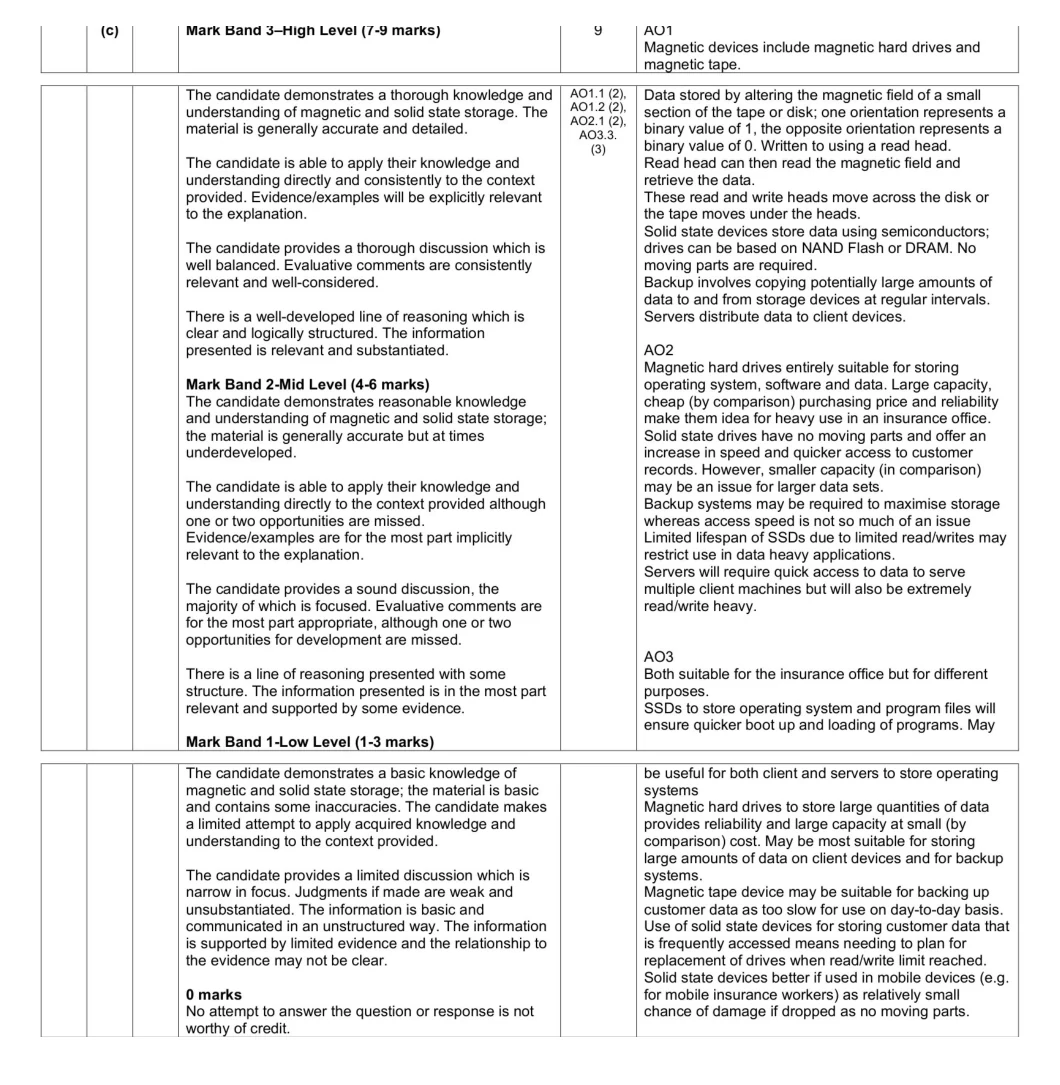 (c) Mark Band 3–High Level (7-9 marks) 9 AO1
Magnetic devices include magnetic hard drives and
magnetic tape.
The candidate demonstrates a thorough knowledge and
understanding of magnetic and solid state storage. The
material is generally accurate and detailed.
The candidate is able to apply their knowledge and
understanding directly and consistently to the context
provided. Evidence/examples will be explicitly relevant
to the explanation.
The candidate provides a thorough discussion which is
well balanced. Evaluative comments are consistently
relevant and well-considered.
There is a well-developed line of reasoning which is
clear and logically structured. The information
presented is relevant and substantiated.
Mark Band 2-Mid Level (4-6 marks)
The candidate demonstrates reasonable knowledge
and understanding of magnetic and solid state storage;
the material is generally accurate but at times
underdeveloped.
The candidate is able to apply their knowledge and
understanding directly to the context provided although
one or two opportunities are missed.
Evidence/examples are for the most part implicitly
relevant to the explanation.
The candidate provides a sound discussion, the
majority of which is focused. Evaluative comments are
for the most part appropriate, although one or two
opportunities for development are missed.
There is a line of reasoning presented with some
structure. The information presented is in the most part
relevant and supported by some evidence.
Mark Band 1-Low Level (1-3 marks)
AO1.1 (2),
AO1.2 (2),
AO2.1 (2),
AO3.3.
(3)
Data stored by altering the magnetic field of a small
section of the tape or disk; one orientation represents a
binary value of 1, the opposite orientation represents a
binary value of 0. Written to using a read head.
Read head can then read the magnetic field and
retrieve the data.
These read and write heads move across the disk or
the tape moves under the heads.
Solid state devices store data using semiconductors;
drives can be based on NAND Flash or DRAM. No
moving parts are required.
Backup involves copying potentially large amounts of
data to and from storage devices at regular intervals.
Servers distribute data to client devices.
AO2
Magnetic hard drives entirely suitable for storing
operating system, software and data. Large capacity,
cheap (by comparison) purchasing price and reliability
make them idea for heavy use in an insurance office.
Solid state drives have no moving parts and offer an
increase in speed and quicker access to customer
records. However, smaller capacity (in comparison)
may be an issue for larger data sets.
Backup systems may be required to maximise storage
whereas access speed is not so much of an issue
Limited lifespan of SSDs due to limited read/writes may
restrict use in data heavy applications.
Servers will require quick access to data to serve
multiple client machines but will also be extremely
read/write heavy.
AO3
Both suitable for the insurance office but for different
purposes.
SSDs to store operating system and program files will
ensure quicker boot up and loading of programs. May
The candidate demonstrates a basic knowledge of
magnetic and solid state storage; the material is basic
and contains some inaccuracies. The candidate makes
a limited attempt to apply acquired knowledge and
understanding to the context provided.
The candidate provides a limited discussion which is
narrow in focus. Judgments if made are weak and
unsubstantiated. The information is basic and
communicated in an unstructured way. The information
is supported by limited evidence and the relationship to
the evidence may not be clear.
0 marks
No attempt to answer the question or response is not
worthy of credit.
be useful for both client and servers to store operating
systems
Magnetic hard drives to store large quantities of data
provides reliability and large capacity at small (by
comparison) cost. May be most suitable for storing
large amounts of data on client devices and for backup
systems.
Magnetic tape device may be suitable for backing up
customer data as too slow for use on day-to-day basis.
Use of solid state devices for storing customer data that
is frequently accessed means needing to plan for
replacement of drives when read/write limit reached.
Solid state devices better if used in mobile devices (e.g.
for mobile insurance workers) as relatively small
chance of damage if dropped as no moving parts.